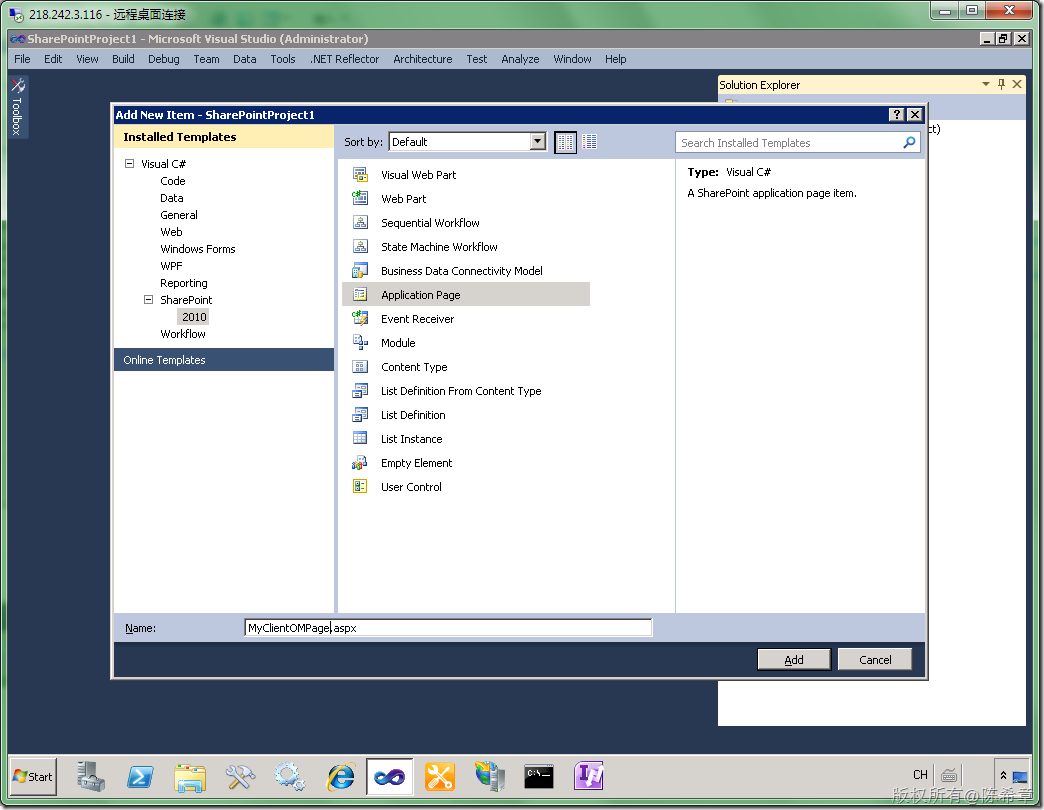 218.242.3.116 - 远程桌面连接
SharePointProject1 - Microsoft Visual Studio (Administrator)
File Edit View Build Debug Team Data Tools .NET Reflector Architecture Test Analyze Window Help
Toolbox
Solution Explorer
ct)
Add New Item - SharePointProject1
Installed Templates
Sort by: Default
Search Installed Templates
Visual C#
Code
Data
General
Web
Windows Forms
WPF
Reporting
SharePoint
2010
Workflow
Online Templates
Visual Web Part
Web Part
Sequential Workflow
State Machine Workflow
Business Data Connectivity Model
Application Page
Event Receiver
Module
Content Type
List Definition From Content Type
List Definition
List Instance
Empty Element
User Control
Type: Visual C#
A SharePoint application page item.
Name: MyClientOMPage.aspx
Add Cancel
Start
CH
版权所有@陈希章